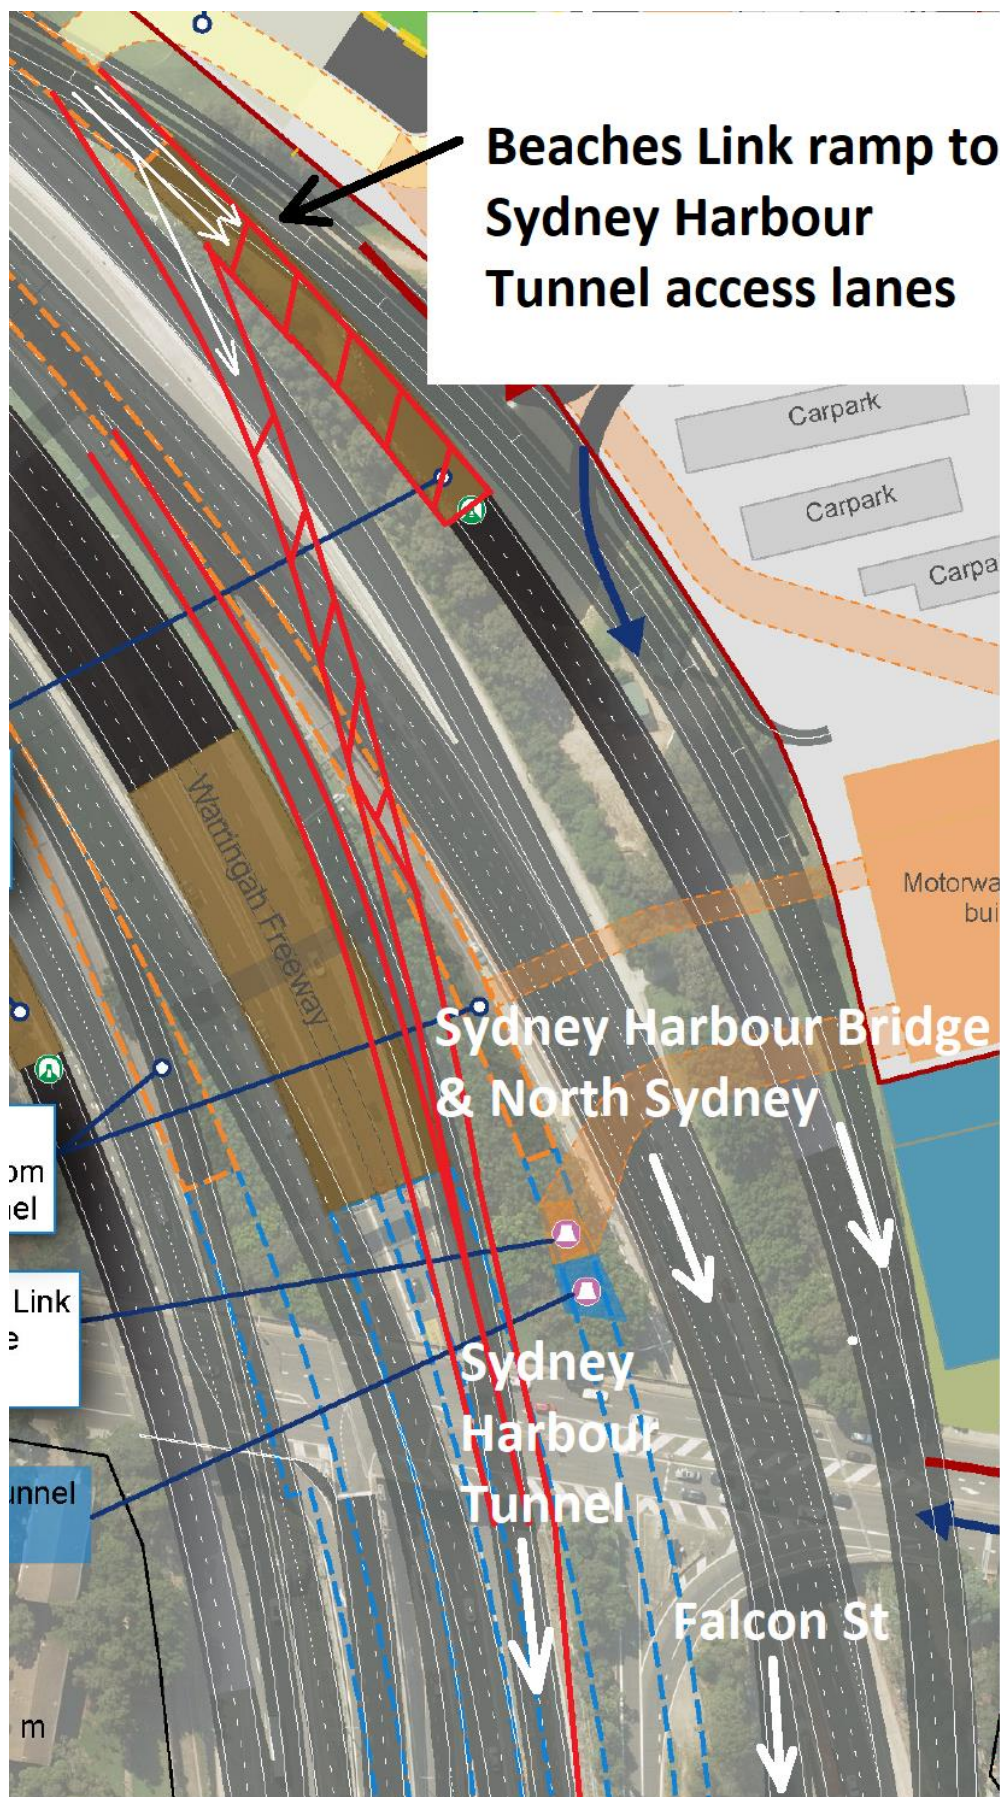 Beaches Link ramp to
Sydney Harbour
Tunnel access lanes
Carpark
Carpark
Warringah Freeway
Sydney Harbour Bridge
& North Sydney
Link
Sydney
Harbour
Tunnel
Falcon St
m